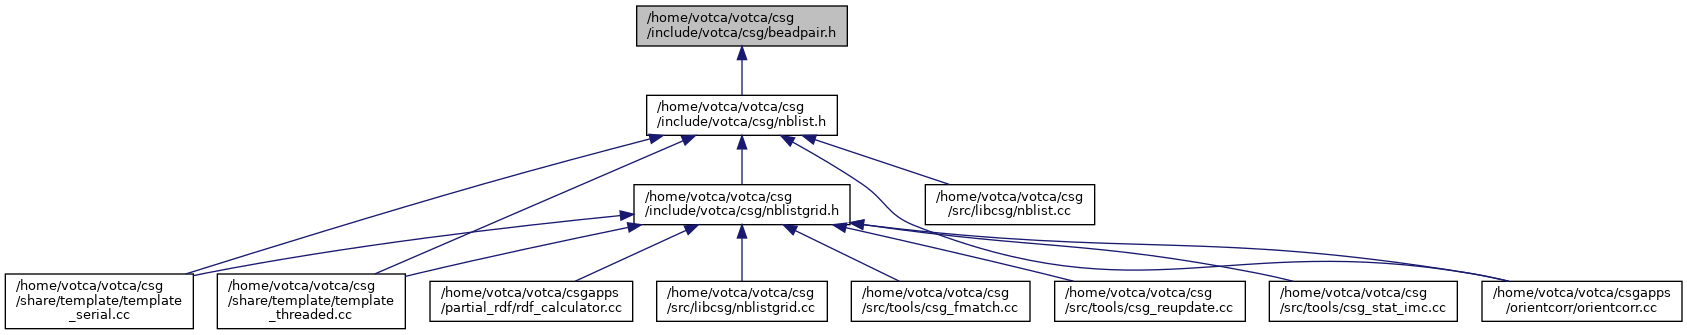 /home/votca/votca/csg
/include/votca/csg/beadpair.h
/home/votca/votca/csg
/include/votca/csg/nblist.h
/home/votca/votca/csg
/include/votca/csg/nblistgrid.h
/home/votca/votca/csg
/src/libcsg/nblist.cc
/home/votca/votca/csg
/share/template/template
_serial.cc
/home/votca/votca/csg
/share/template/template
_threaded.cc
/home/votca/votca/csgapps
/partial_rdf/rdf_calculator.cc
/home/votca/votca/csg
/src/libcsg/nblistgrid.cc
/home/votca/votca/csg
/src/tools/csg_fmatch.cc
/home/votca/votca/csg
/src/tools/csg_reupdate.cc
/home/votca/votca/csg
/src/tools/csg_stat_imc.cc
/home/votca/votca/csgapps
/orientcorr/orientcorr.cc